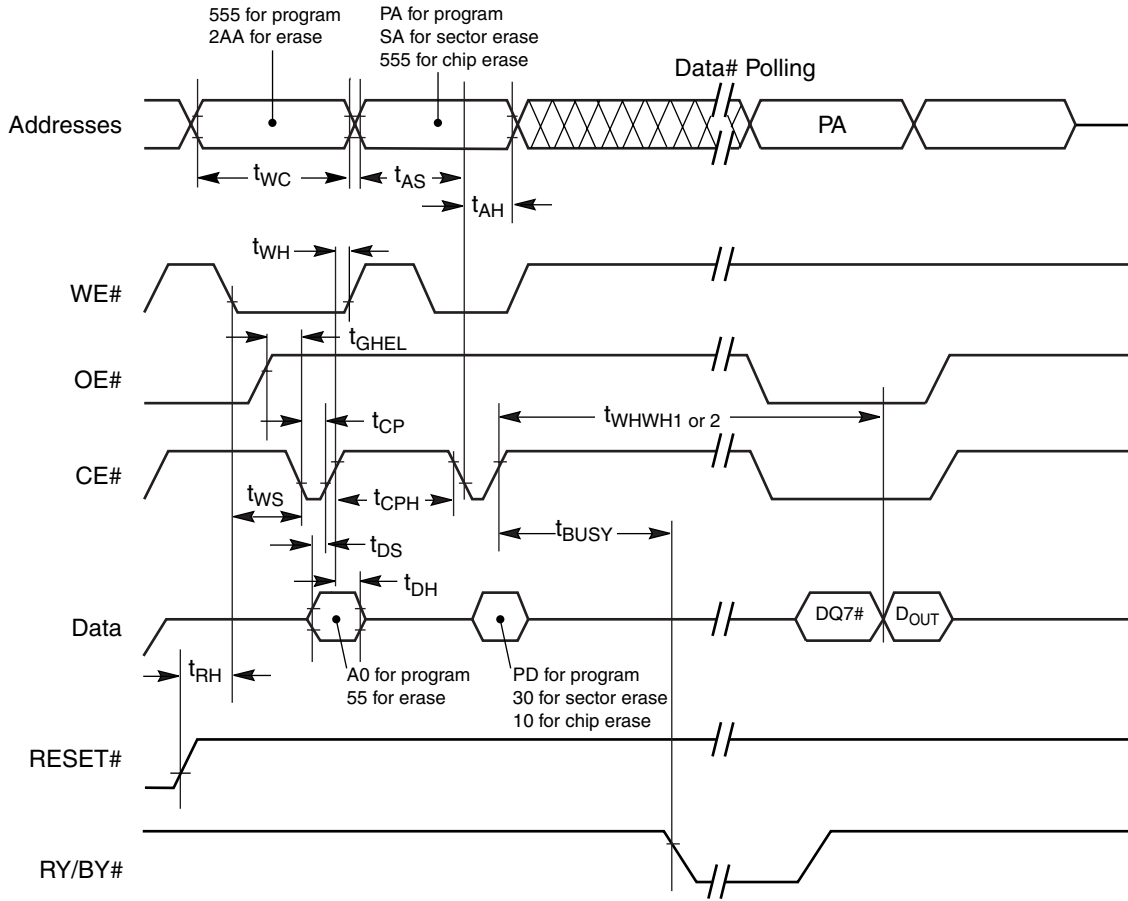 555 for program
2AA for erase
PA for program
SA for sector erase
555 for chip erase
Data# Polling
Addresses
PA
tWC
tAS
tAH
tWH
WE#
tGHEL
OE#
tWHWH1 or 2
tCP
CE#
tWS
tCPH
tBUSY
tDS
tDH
Data
DQ7#
DOUT
tRH
A0 for program
55 for erase
PD for program
30 for sector erase
10 for chip erase
RESET#
RY/BY#